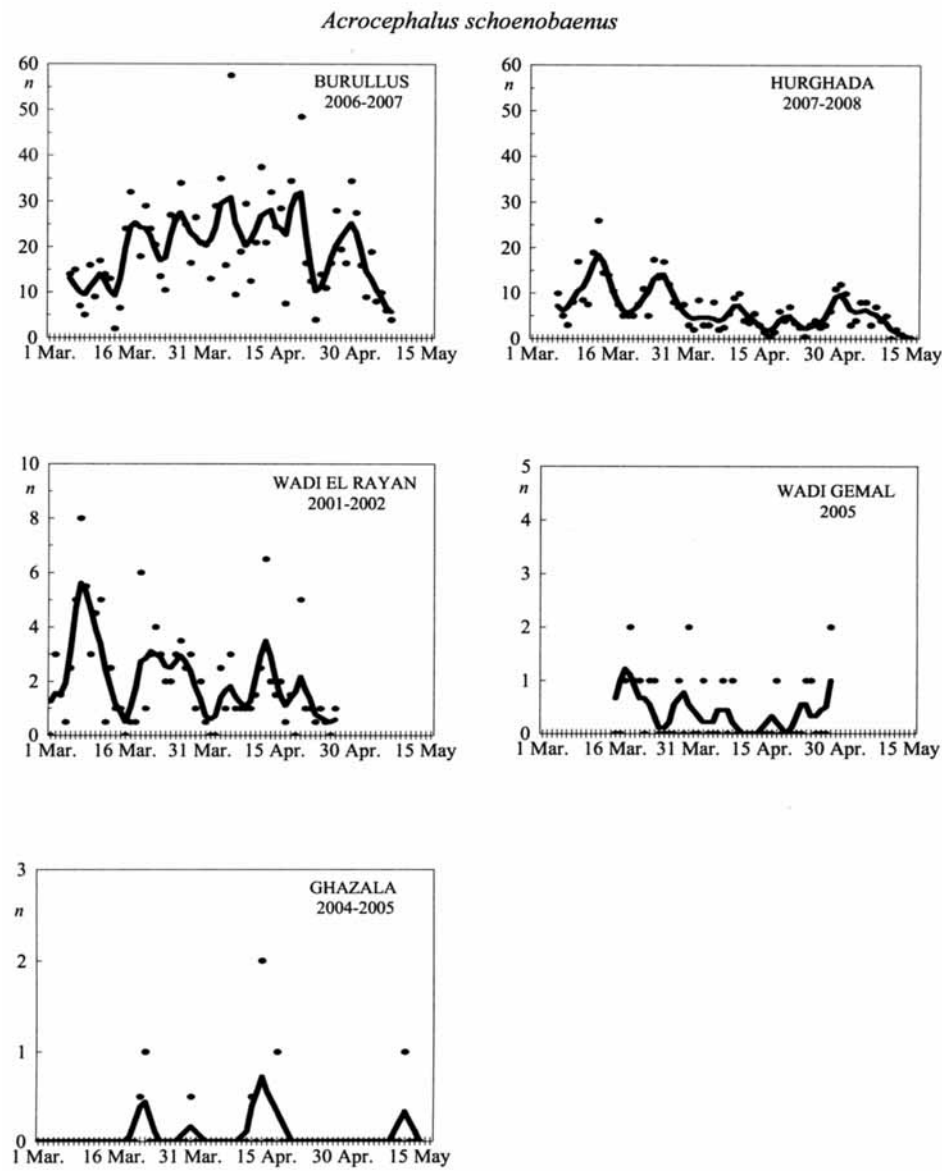 Acrocephalus schoenobaenus
BURULLUS
2006-2007
n
60
50
40
30
20
10
0
1 Mar. 16 Mar. 31 Mar. 15 Apr. 30 Apr. 15 May
HURGHADA
2007-2008
n
60
50
40
30
20
10
0
1 Mar. 16 Mar. 31 Mar. 15 Apr. 30 Apr. 15 May
WADI EL RAYAN
2001-2002
n
10
8
6
4
2
0
1 Mar. 16 Mar. 31 Mar. 15 Apr. 30 Apr. 15 May
WADI GEMAL
2005
n
5
4
3
2
1
0
1 Mar. 16 Mar. 31 Mar. 15 Apr. 30 Apr. 15 May
GHAZALA
2004-2005
n
3
2
1
0
1 Mar. 16 Mar. 31 Mar. 15 Apr. 30 Apr. 15 May